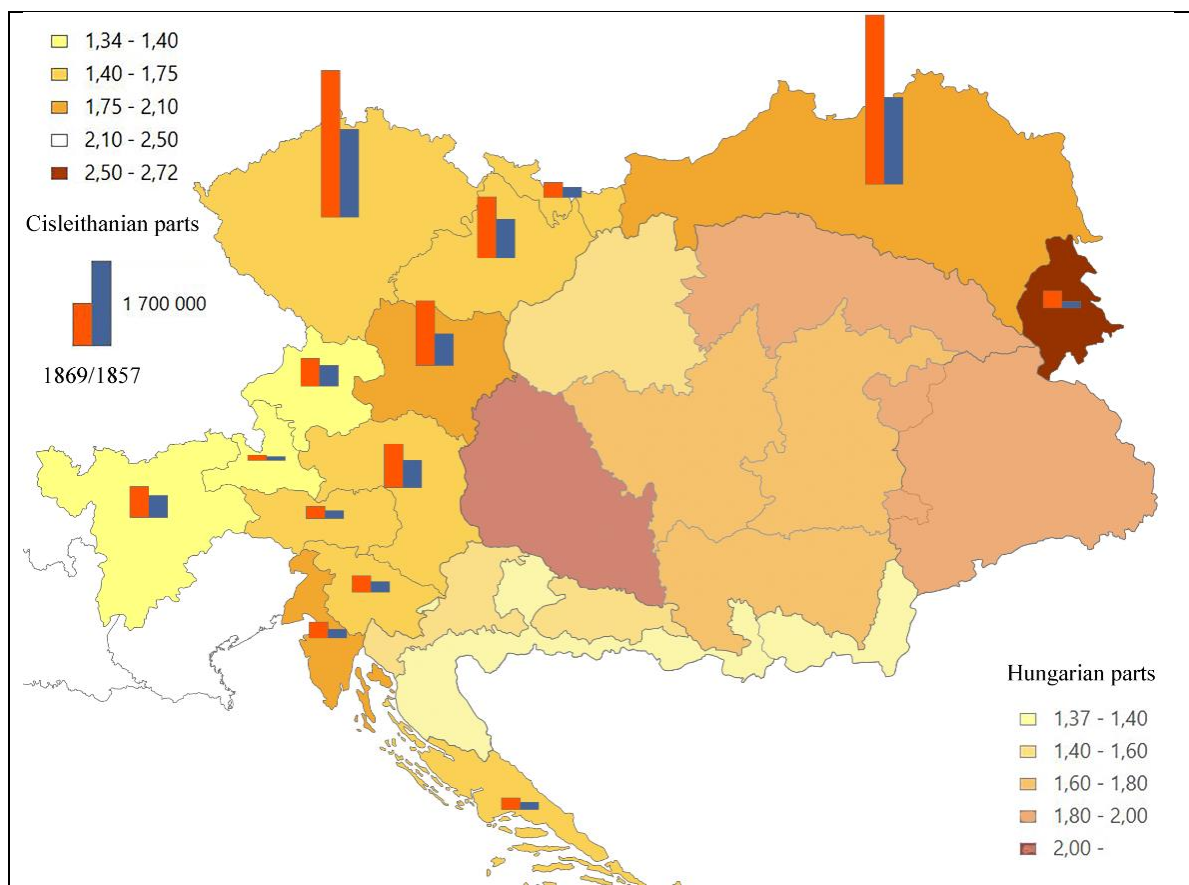 1,34 - 1,40
1,40 - 1,75
1,75 - 2,10
2,10 - 2,50
2,50 - 2,72
Cisleithanian parts
1 700 000
1869/1857
Hungarian parts
1,37 - 1,40
1,40 - 1,60
1,60 - 1,80
1,80 - 2,00
2,00 -